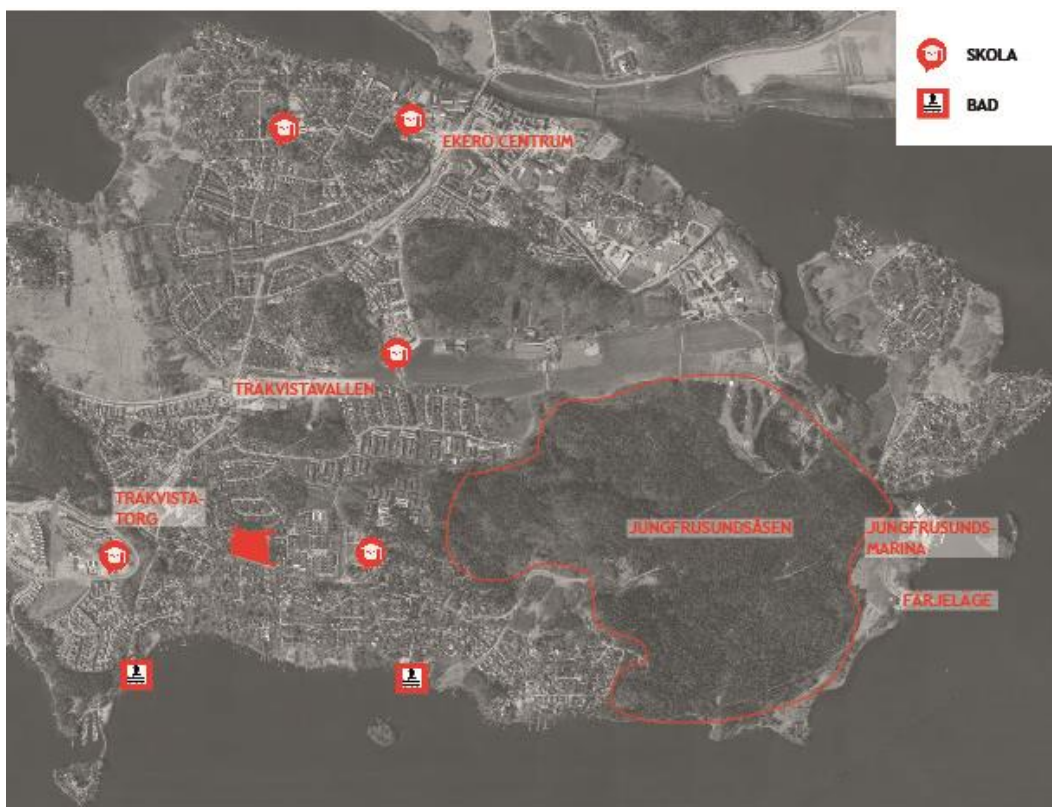 SKOLA
BAD
EKERÖ CENTRUM
TRÄKVISTAVALLEN
TRÄKVISTA-
TORG
JUNGFRUSUNDSÅSEN
JUNGFRUSUNDS-
MARINA
FÄRJELÄGE